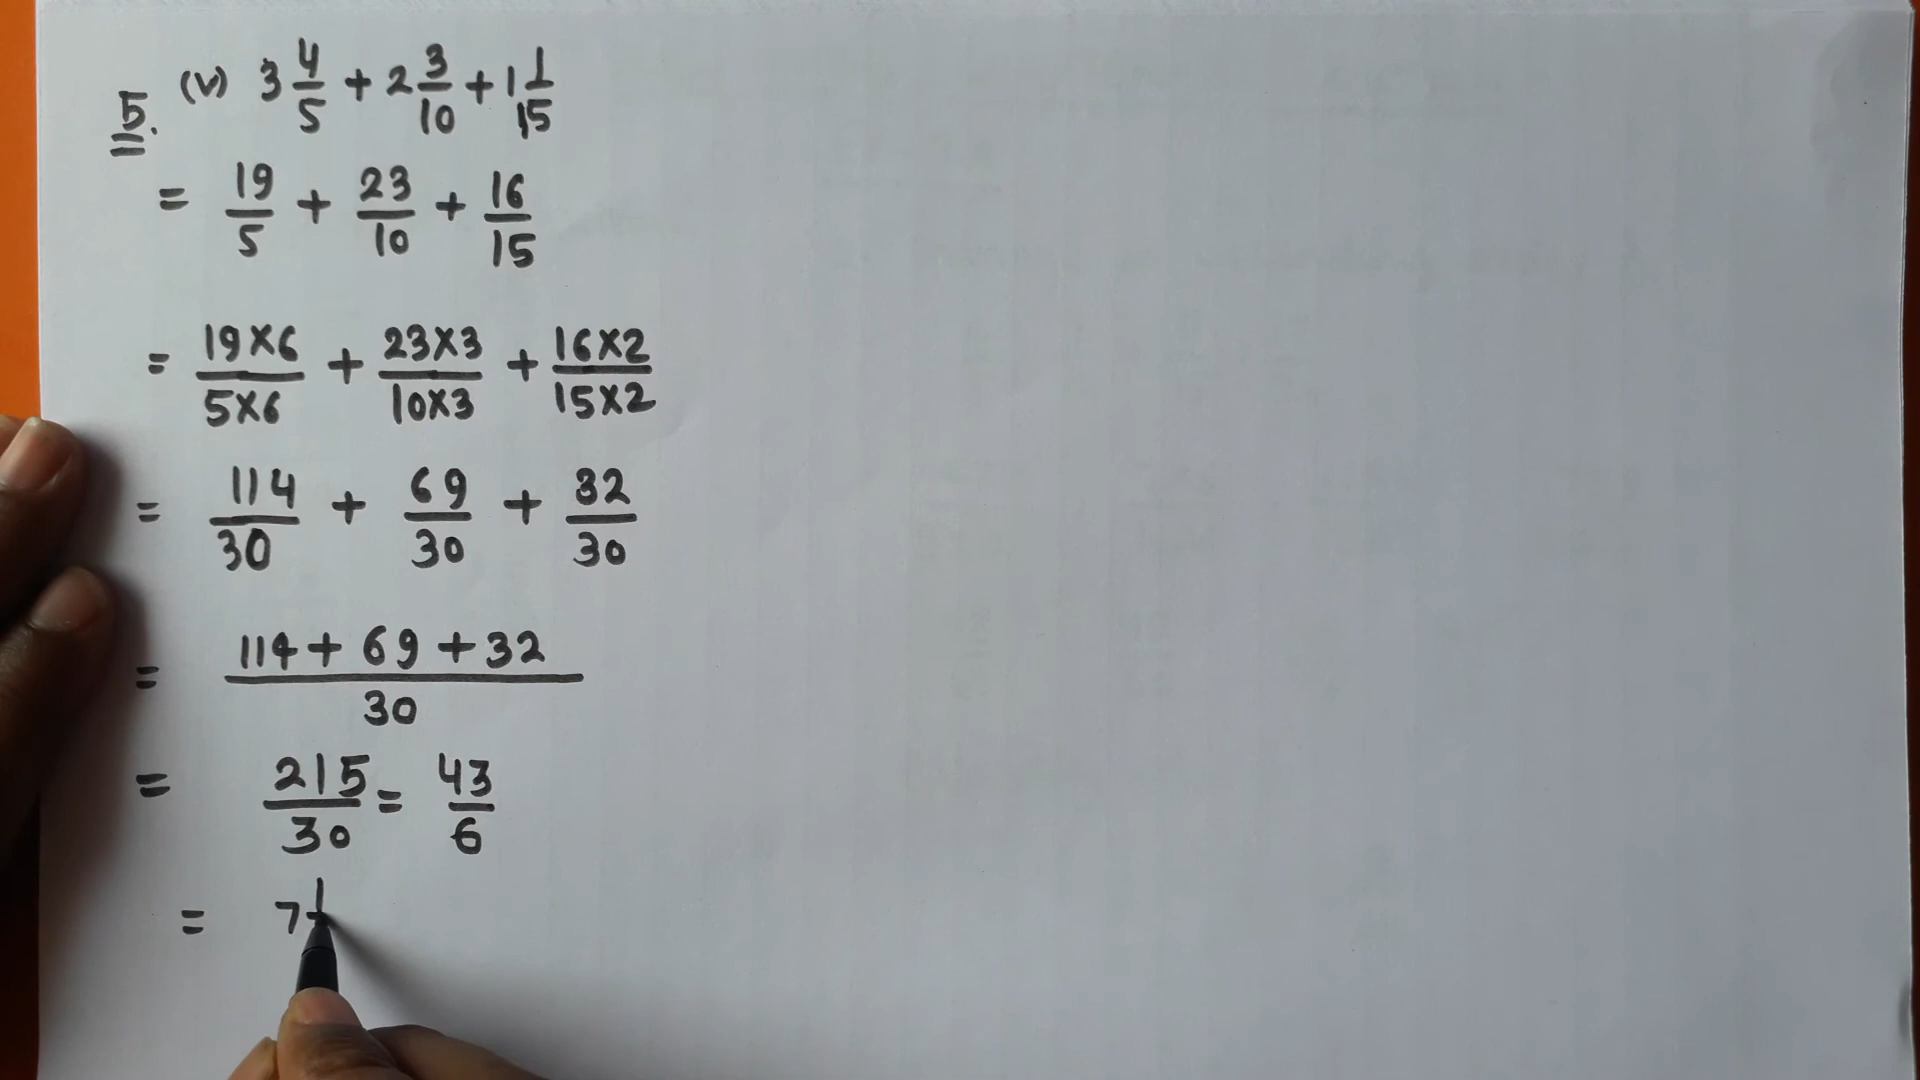 5. (v) 3 4/5 + 2 3/10 + 1 1/15
= 19/5 + 23/10 + 16/15
= 19×6/5×6 + 23×3/10×3 + 16×2/15×2
= 114/30 + 69/30 + 32/30
= 114+69+32/30
= 215/30 = 43/6
= 7 1